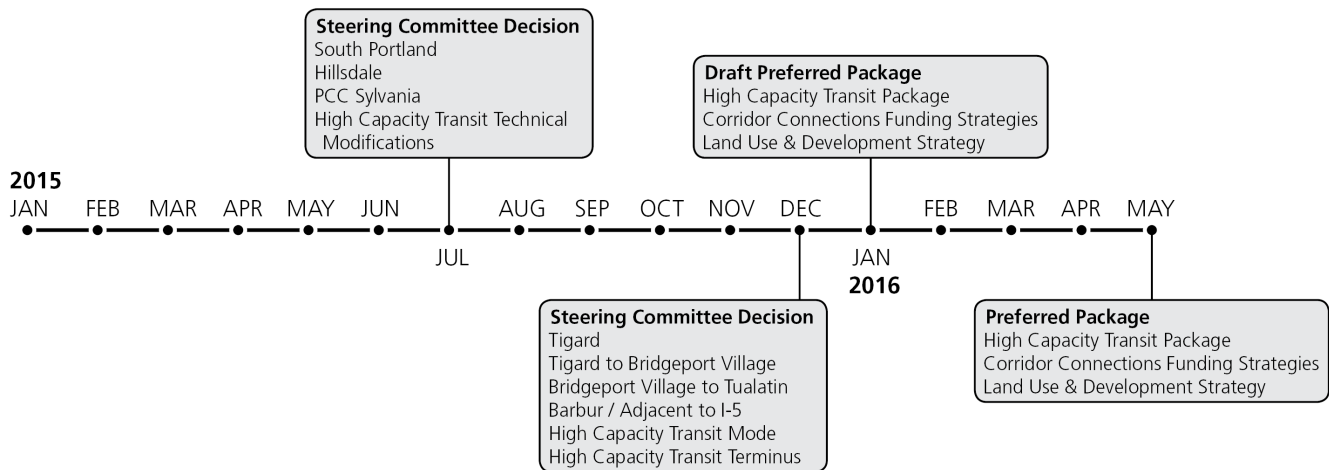 Steering Committee Decision
South Portland
Hillsdale
PCC Sylvania
High Capacity Transit Technical
Modifications
Draft Preferred Package
High Capacity Transit Package
Corridor Connections Funding Strategies
Land Use & Development Strategy
2015
JAN FEB MAR APR MAY JUN AUG SEP OCT NOV DEC FEB MAR APR MAY
JUL JAN
2016
Steering Committee Decision
Tigard
Tigard to Bridgeport Village
Bridgeport Village to Tualatin
Barbur / Adjacent to I-5
High Capacity Transit Mode
High Capacity Transit Terminus
Preferred Package
High Capacity Transit Package
Corridor Connections Funding Strategies
Land Use & Development Strategy